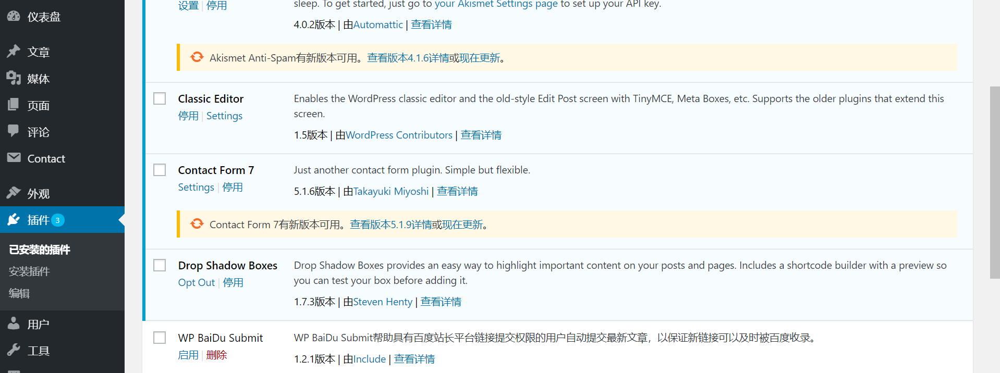 仪表盘
文章
媒体
页面
评论
Contact
外观
插件 3
已安装的插件
安装插件
编辑
用户
工具
设置 | 停用
sleep. To get started, just go to your Akismet Settings page to set up your API key.
4.0.2版本 | 由Automattic | 查看详情
Akismet Anti-Spam有新版本可用。查看版本4.1.6详情或现在更新。
Classic Editor
停用 | Settings
Enables the WordPress classic editor and the old-style Edit Post screen with TinyMCE, Meta Boxes, etc. Supports the older plugins that extend this
screen.
1.5版本 | 由WordPress Contributors | 查看详情
Contact Form 7
Settings | 停用
Just another contact form plugin. Simple but flexible.
5.1.6版本 | 由Takayuki Miyoshi | 查看详情
Contact Form 7有新版本可用。查看版本5.1.9详情或现在更新。
Drop Shadow Boxes
Opt Out | 停用
Drop Shadow Boxes provides an easy way to highlight important content on your posts and pages. Includes a shortcode builder with a preview so
you can test your box before adding it.
1.7.3版本 | 由Steven Henty | 查看详情
WP BaiDu Submit
启用 | 删除
WP BaiDu Submit帮助具有百度站长平台链接提交权限的用户自动提交最新文章，以保证新链接可以及时被百度收录。
1.2.1版本 | 由Include | 查看详情